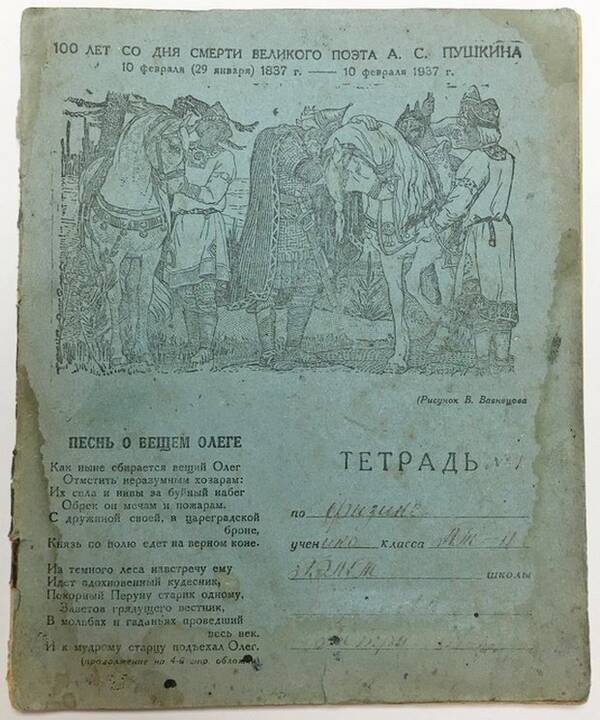 100 ЛЕТ СО ДНЯ СМЕРТИ ВЕЛИКОГО ПОЭТА А. С. ПУШКИНА
10 февраля (29 января) 1837 г. — 10 февраля 1937 г.
(Рисунок В. Васнецова
ПЕСНЬ О ВЕЩЕМ ОЛЕГЕ
Как ныне сбирается вещий Олег
Отмстить неразумным хозарам:
Их села и нивы за буйный набег
Обрек он мечам и пожарам.
С дружиной своей, в цареградской
броне,
Князь по полю едет на верном коне.
Из темного леса навстречу ему
Идет вдохновенный кудесник,
Покорный Перуну старик одному,
Заветов грядущего вестник,
В мольбах и гаданьях проведший
весь век.
И к мудрому старцу подъехал Олег.
(продолжение на 4-й стр. обложки)
ТЕТРАДЬ №1
по физике
учен класса
школы